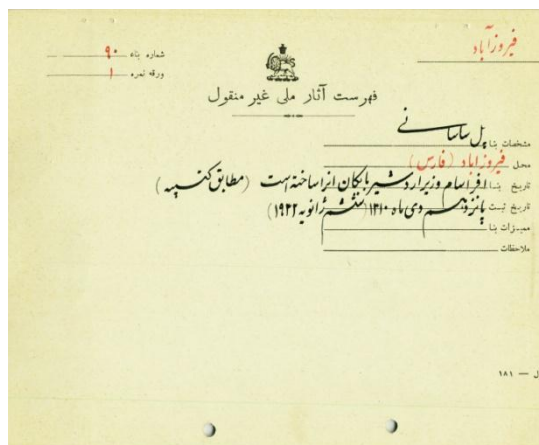 فیروزآباد
شماره بناء ۹۰
ورقه نمره ۱
فهرست آثار ملی غیر منقول
مشخصات بنا پل ساسانی
محل فیروزآباد (فارس)
تاریخ بنا افراسام وزیر اردشیر بابکان آنرا ساخته است (مطابق کتیبه)
تاریخ ثبت پانزدهم دی ماه ۱۳۱۰ (ششم ژانویه ۱۹۳۲)
ممیزات بنا
ملاحظات
ل — ۱۸۱